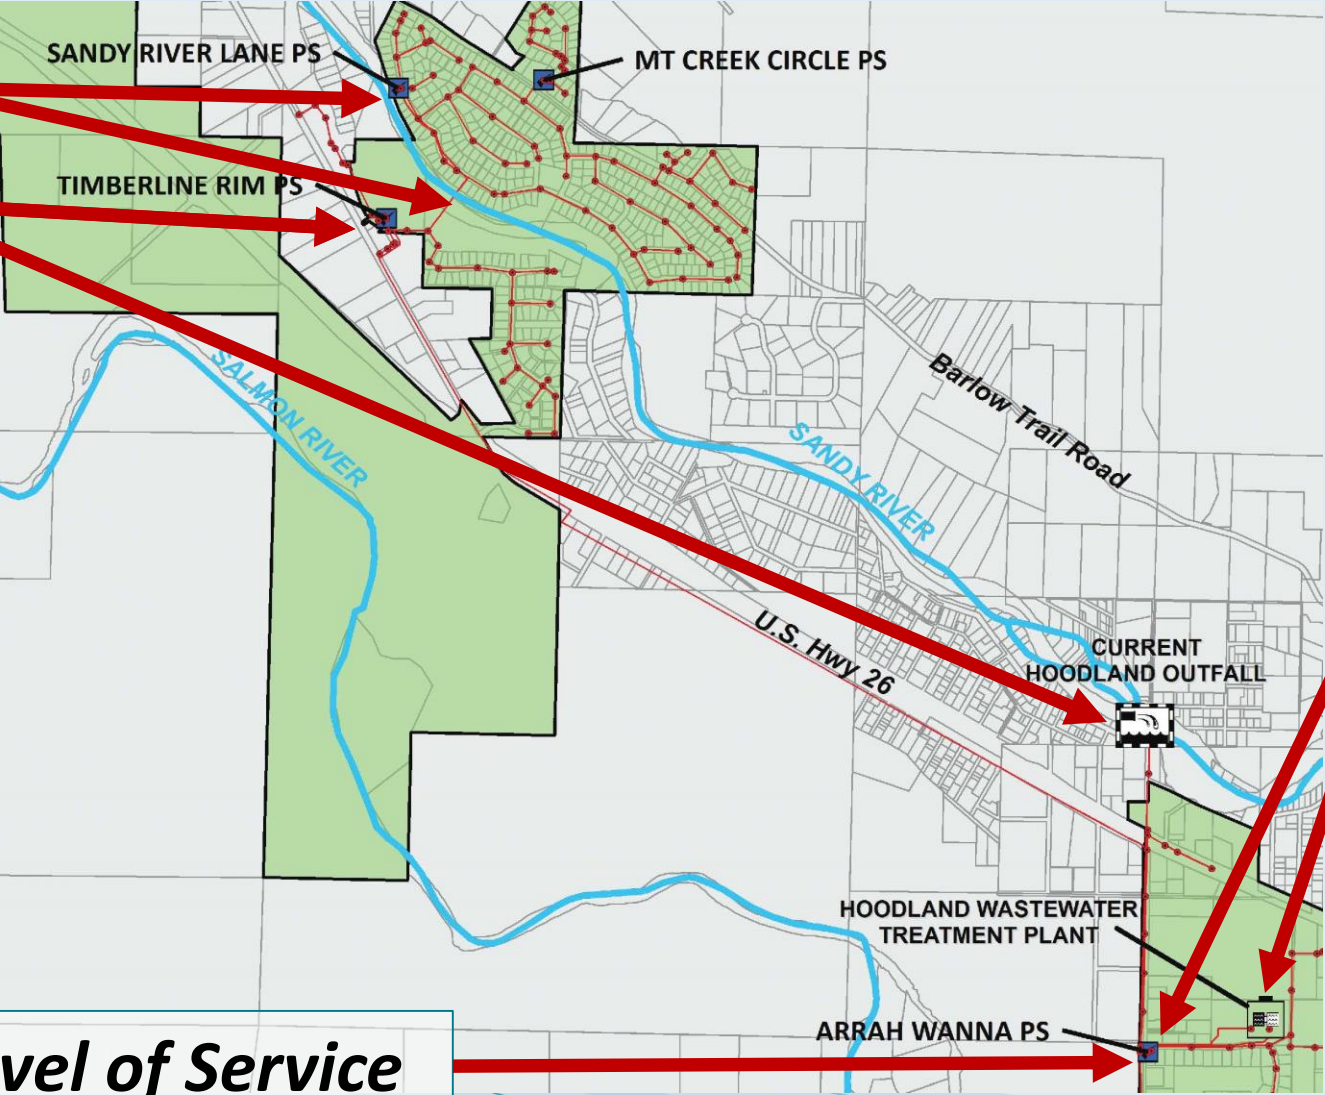 SANDY RIVER LANE PS
MT CREEK CIRCLE PS
TIMBERLINE RIM PS
SALMON RIVER
Barlow Trail Road
SANDY RIVER
U.S. Hwy 26
CURRENT
HOODLAND OUTFALL
HOODLAND WASTEWATER
TREATMENT PLANT
ARRAH WANNA PS
vel of Service